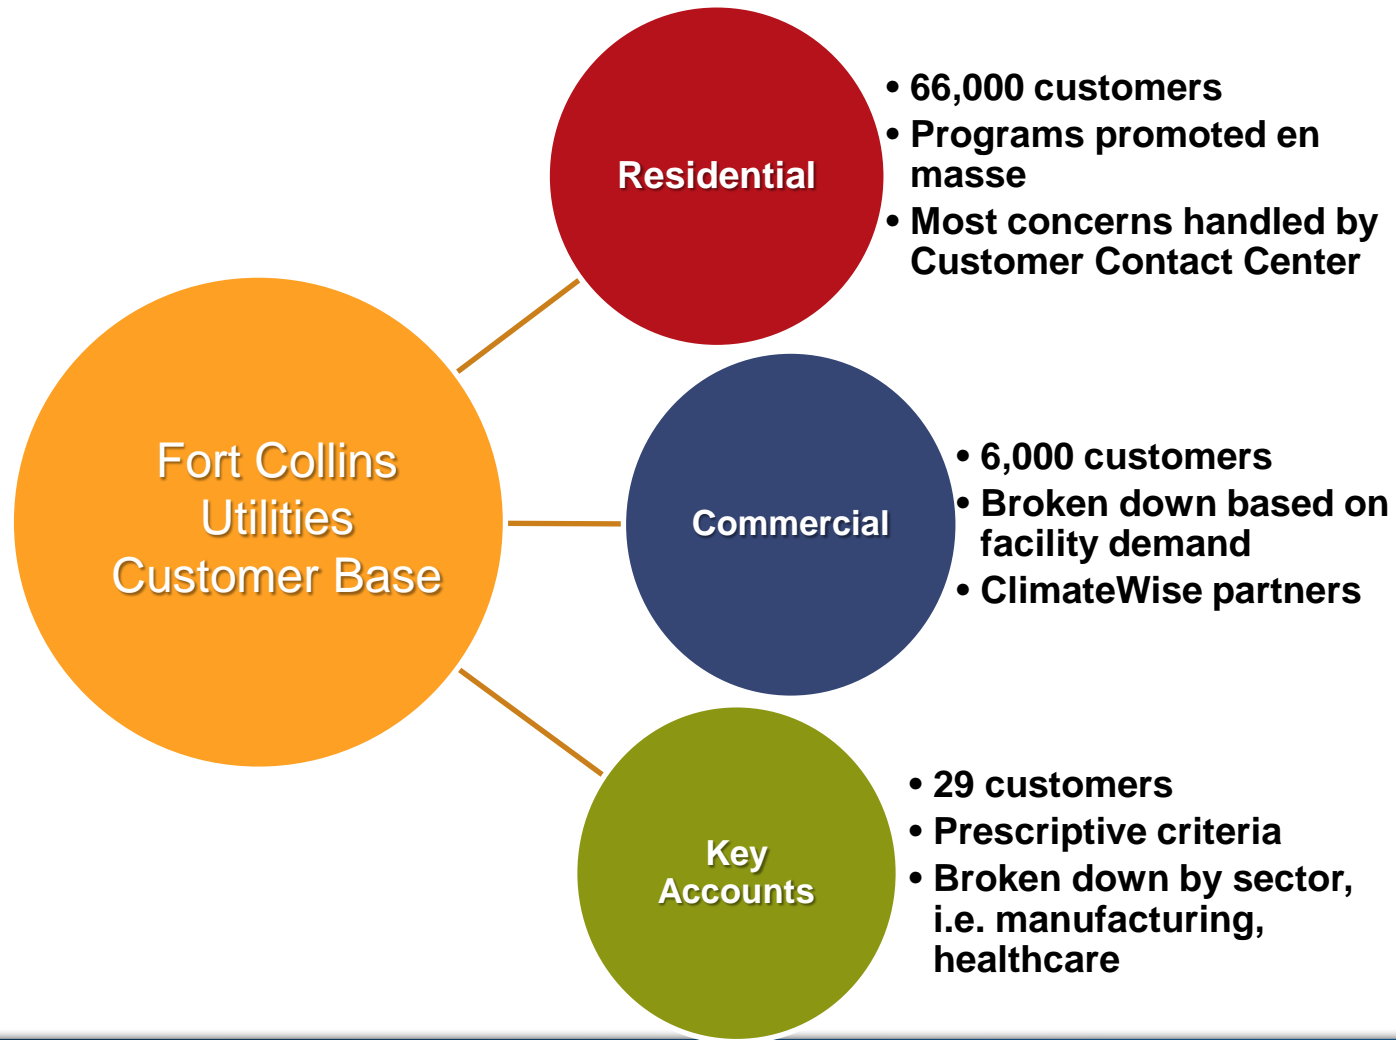 Fort Collins
Utilities
Customer Base
Residential
• 66,000 customers
• Programs promoted en
masse
• Most concerns handled by
Customer Contact Center
Commercial
• 6,000 customers
• Broken down based on
facility demand
• ClimateWise partners
Key
Accounts
• 29 customers
• Prescriptive criteria
• Broken down by sector,
i.e. manufacturing,
healthcare